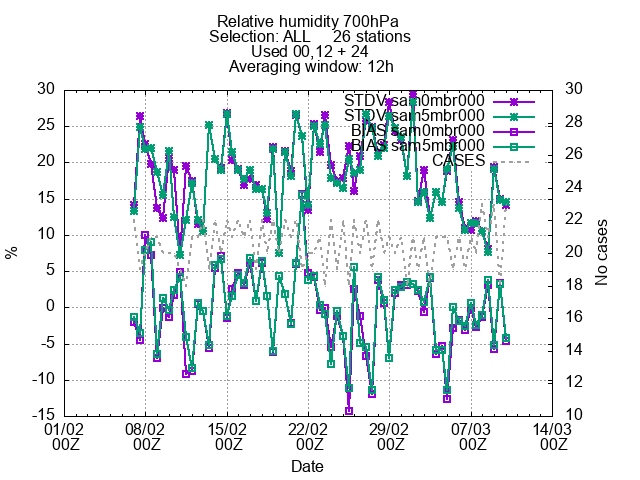 Relative humidity 700hPa
Selection: ALL 26 stations
Used 00,12 + 24
Averaging window: 12h
STDV sam0mbr000
STDV sam5mbr000
BIAS sam0mbr000
BIAS sam5mbr000
CASES
30
25
20
15
10
5
0
-5
-10
-15
%
30
28
26
24
22
20
18
16
14
12
10
No cases
01/02 08/02 15/02 22/02 29/02 07/03 14/03
00Z 00Z 00Z 00Z 00Z 00Z 00Z
Date